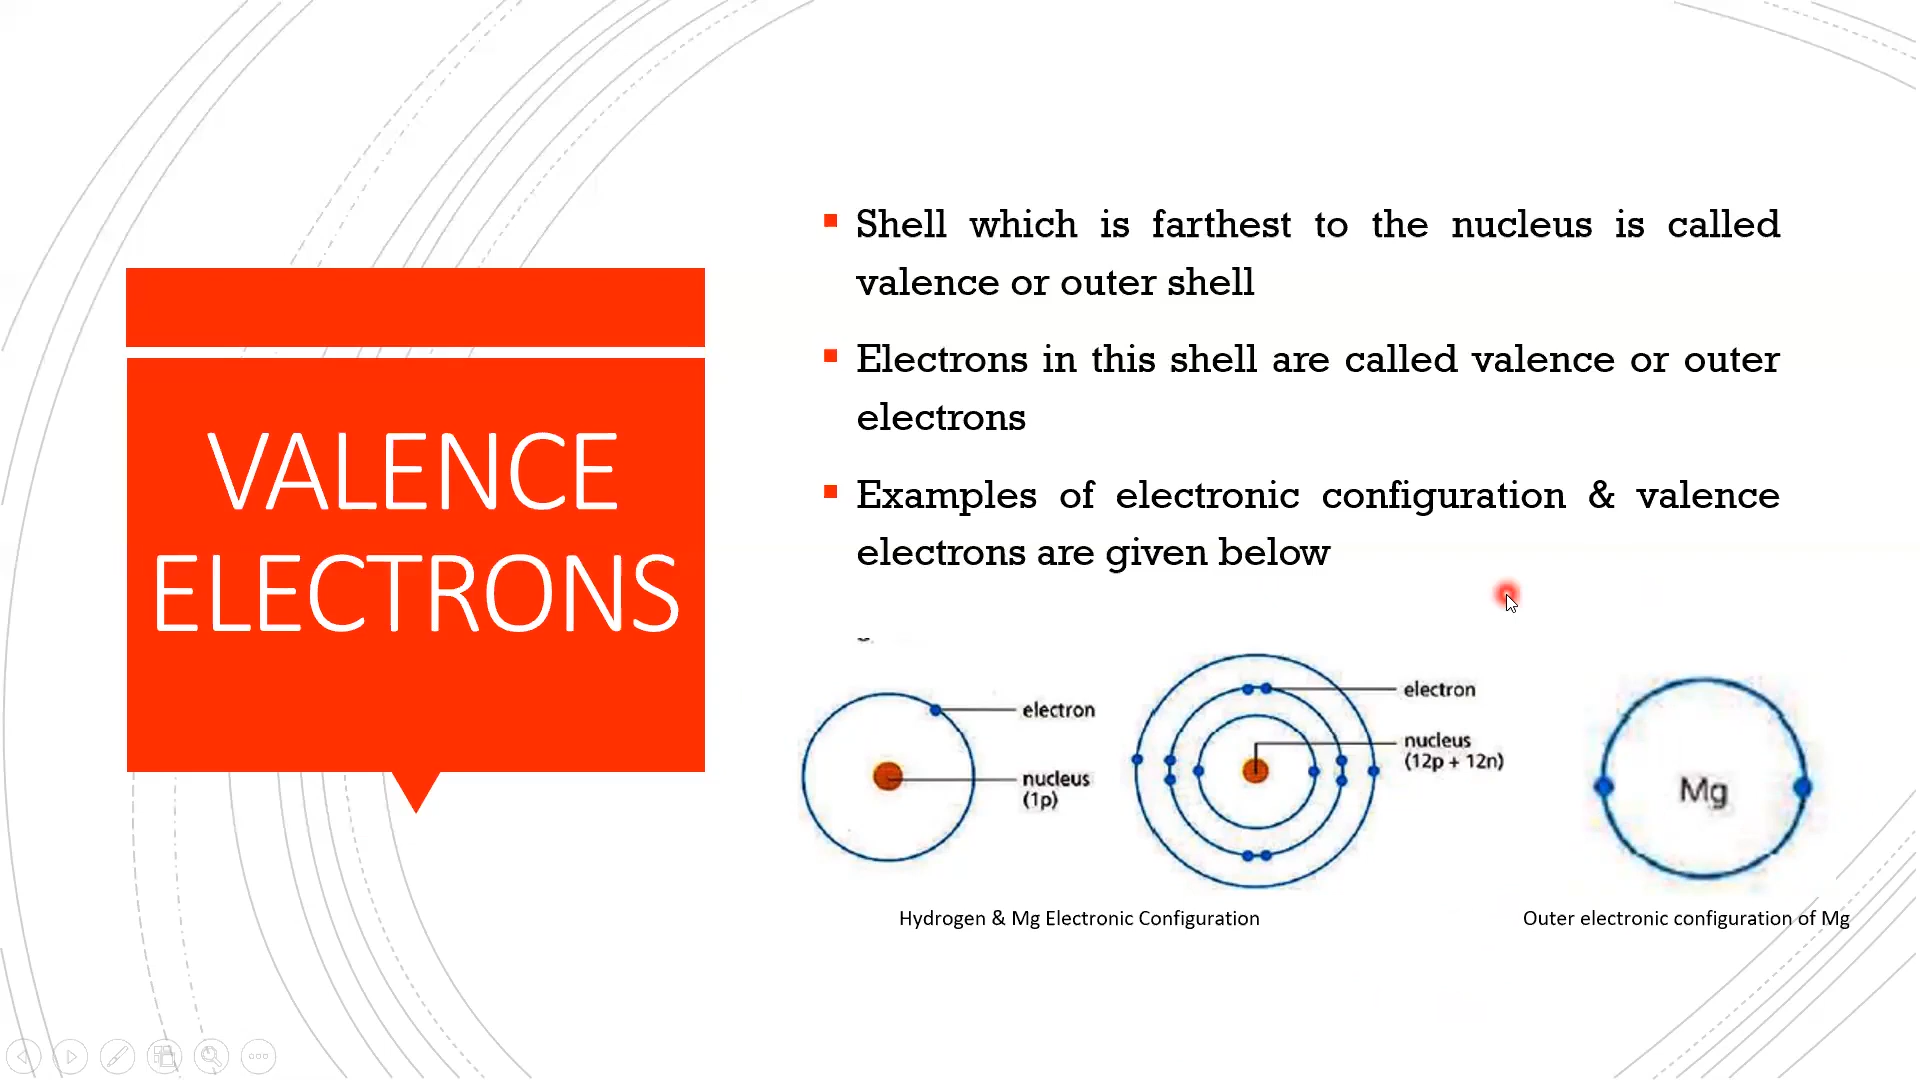 VALENCE
ELECTRONS
Shell which is farthest to the nucleus is called
valence or outer shell
Electrons in this shell are called valence or outer
electrons
Examples of electronic configuration & valence
electrons are given below
electron
nucleus
(1p)
electron
nucleus
(12p + 12n)
Mg
Hydrogen & Mg Electronic Configuration
Outer electronic configuration of Mg